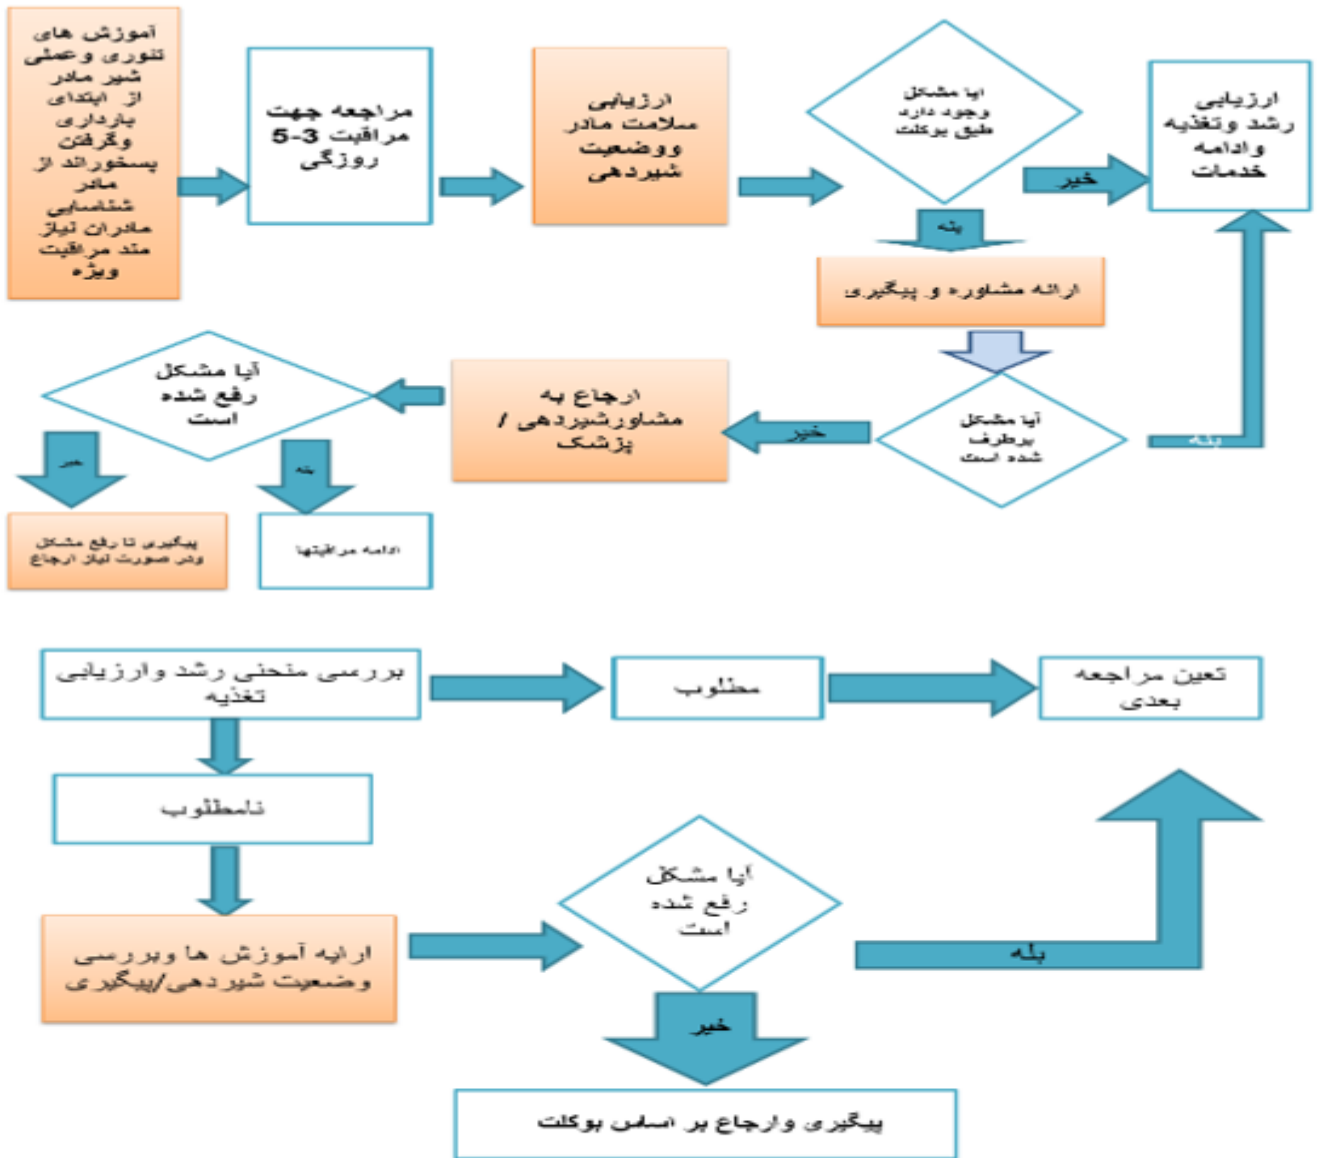 آموزش های
تئوری وعملی
شیر مادر
از ابتدای
بارداری
وگرفتن
پسخوراند از
مادر
شناسایی
مادران نیاز
مند مراقبت
ویژه
مراجعه جهت
مراقبت 3-5
روزگی
ارزیابی
سلامت مادر
ووضعیت
شیردهی
ایا مشکل
وجود دارد
طبق بوکلت
خیر
ارزیابی
رشد وتغذیه
وادامه
خدمات
بله
ارائه مشاوره و پیگیری
آیا مشکل
برطرف
شده است
بله
خیر
ارجاع به
مشاورشیردهی /
پزشک
آیا مشکل
رفع شده
است
خیر
بله
پیگیری تا رفع مشکل
ودر صورت نیاز ارجاع
ادامه مراقبتها
بررسی منحنی رشد وارزیابی
تغذیه
مطلوب
تعین مراجعه
بعدی
نامطلوب
ارایه آموزش ها وبررسی
وضعیت شیردهی/پیگیری
آیا مشکل
رفع شده
است
بله
خیر
پیگیری وارجاع بر اساس بوکلت